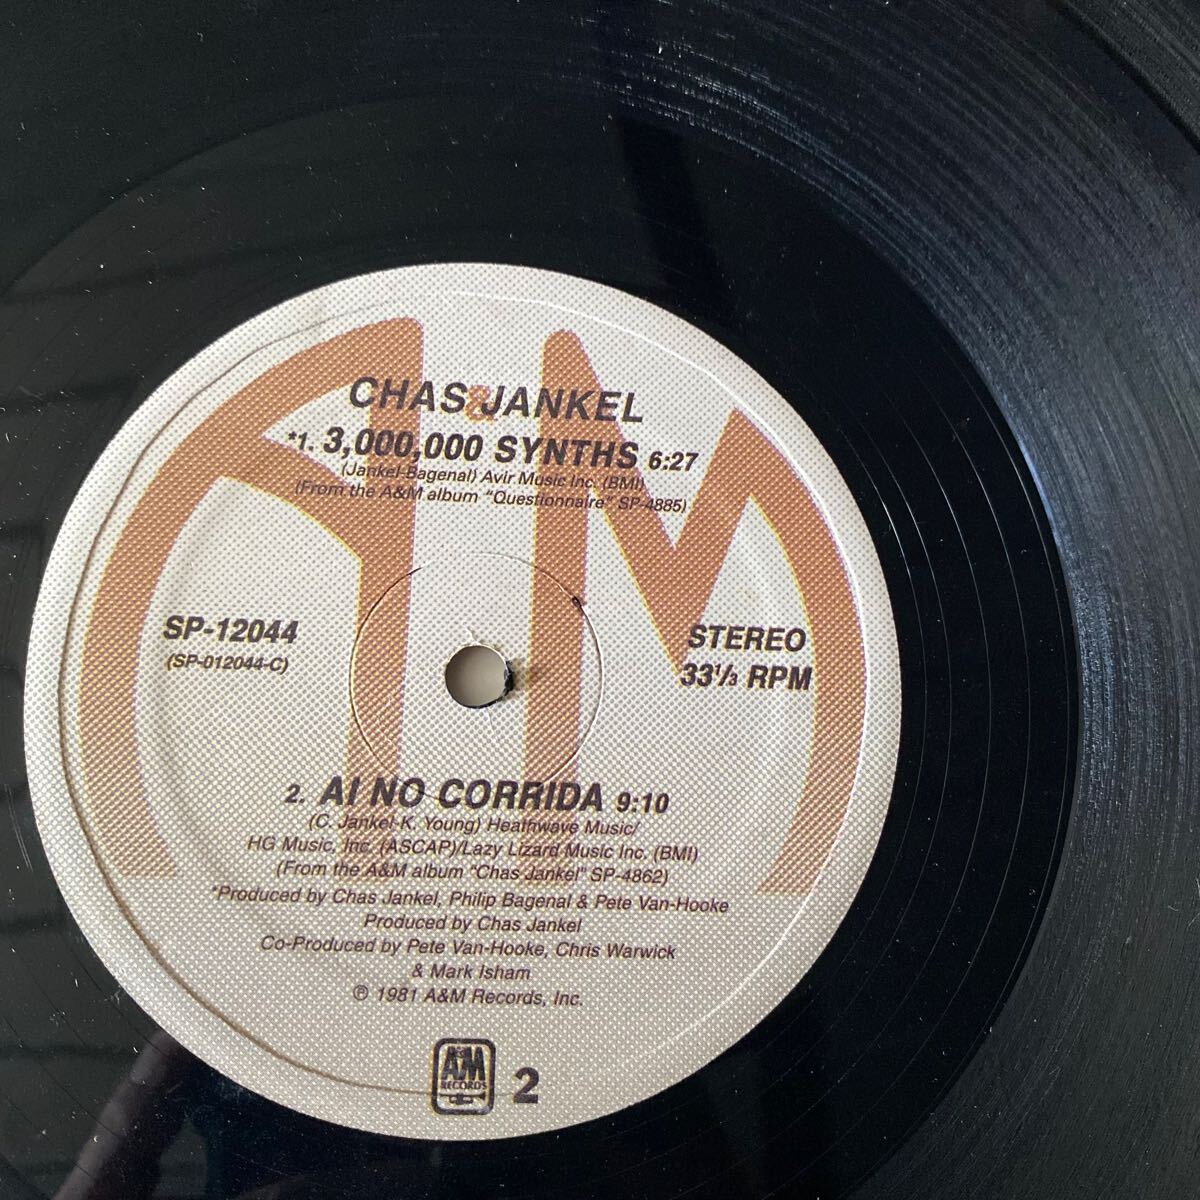 CHAS JANKEL
*1. 3,000,000 SYNTHS 6:27
(Jankel-Bagenal) Avir Music Inc. (BMI)
(From the A&M album "Questionnaire" SP-4885)
SP-12044
(SP-012044-C)
STEREO
33 1/3 RPM
2. AI NO CORRIDA 9:10
(C. Jankel-K. Young) Heathwave Music/
HG Music, Inc. (ASCAP)/Lazy Lizard Music Inc. (BMI)
(From the A&M album "Chas Jankel" SP-4862)
*Produced by Chas Jankel, Philip Bagenal & Pete Van-Hooke
Produced by Chas Jankel
Co-Produced by Pete Van-Hooke, Chris Warwick
& Mark Isham
℗ 1981 A&M Records, Inc.
A&M
RECORDS
2